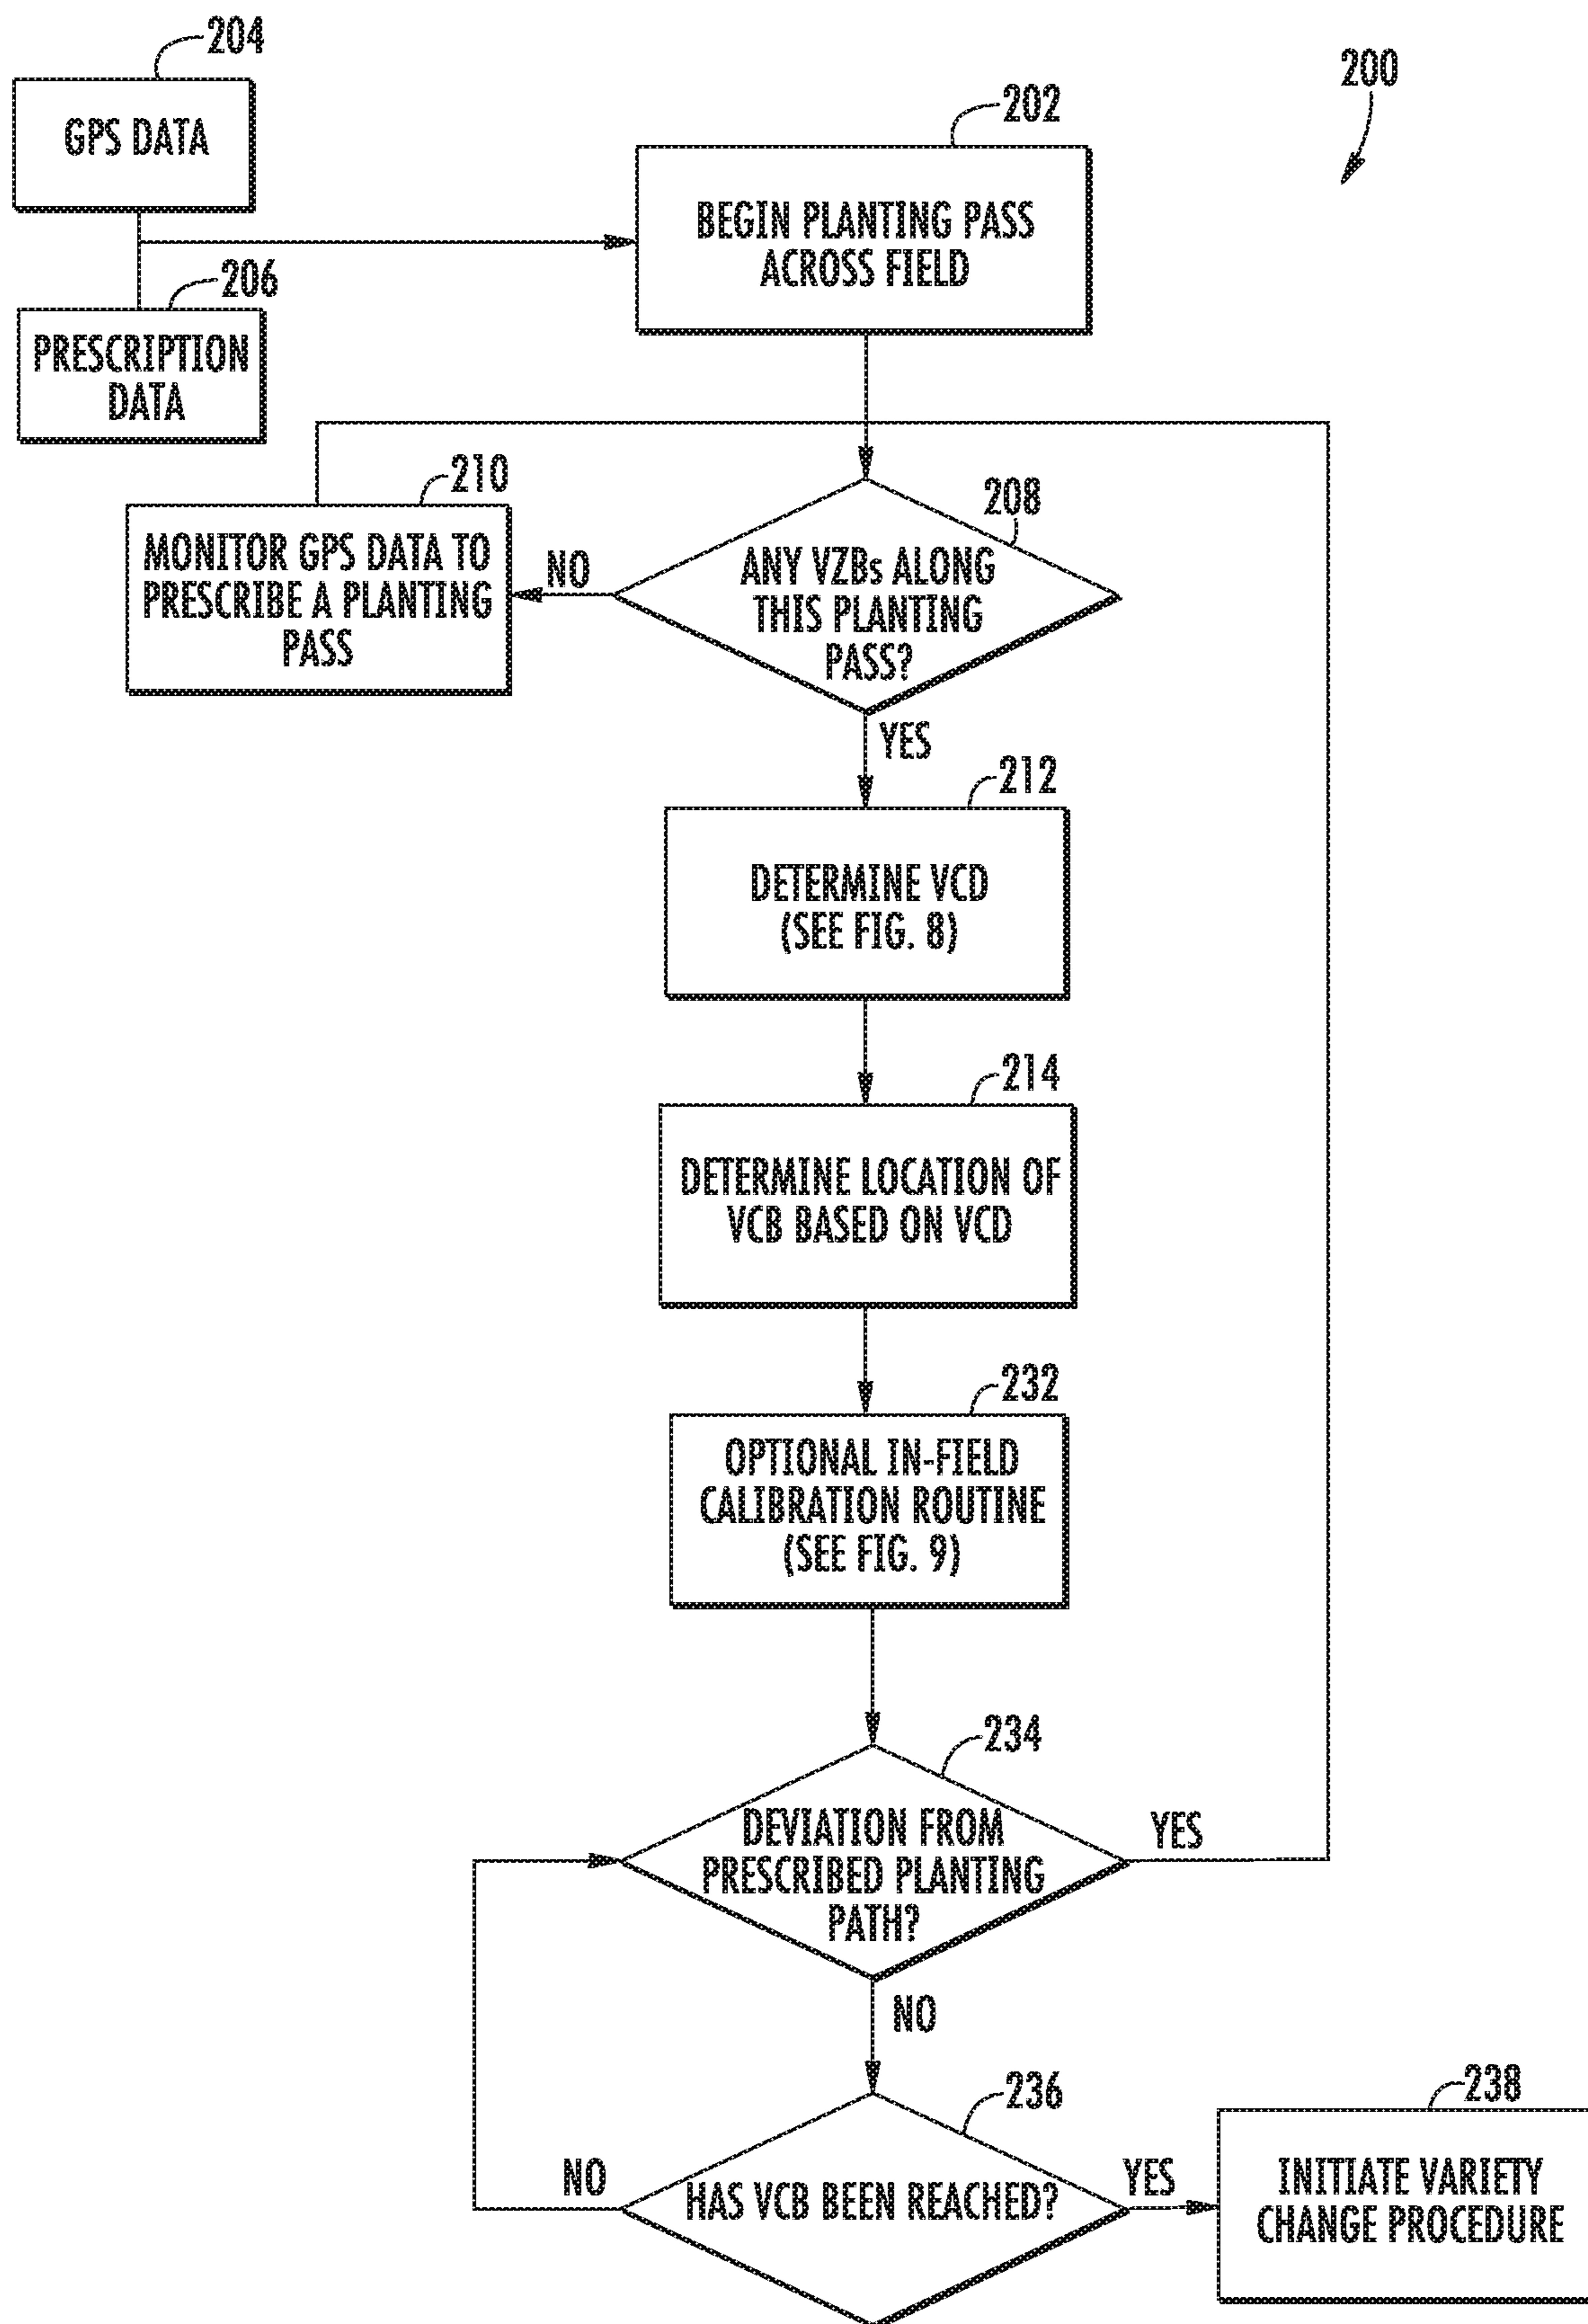 204
GPS DATA
200
202
BEGIN PLANTING PASS
ACROSS FIELD
206
PRESCRIPTION
DATA
210
MONITOR GPS DATA TO
PRESCRIBE A PLANTING
PASS
NO
208
ANY VZBs ALONG
THIS PLANTING
PASS?
YES
212
DETERMINE VCD
(SEE FIG. 8)
214
DETERMINE LOCATION OF
VCB BASED ON VCD
232
OPTIONAL IN-FIELD
CALIBRATION ROUTINE
(SEE FIG. 9)
234
DEVIATION FROM
PRESCRIBED PLANTING
PATH?
YES
NO
236
HAS VCB BEEN REACHED?
NO
YES
238
INITIATE VARIETY
CHANGE PROCEDURE